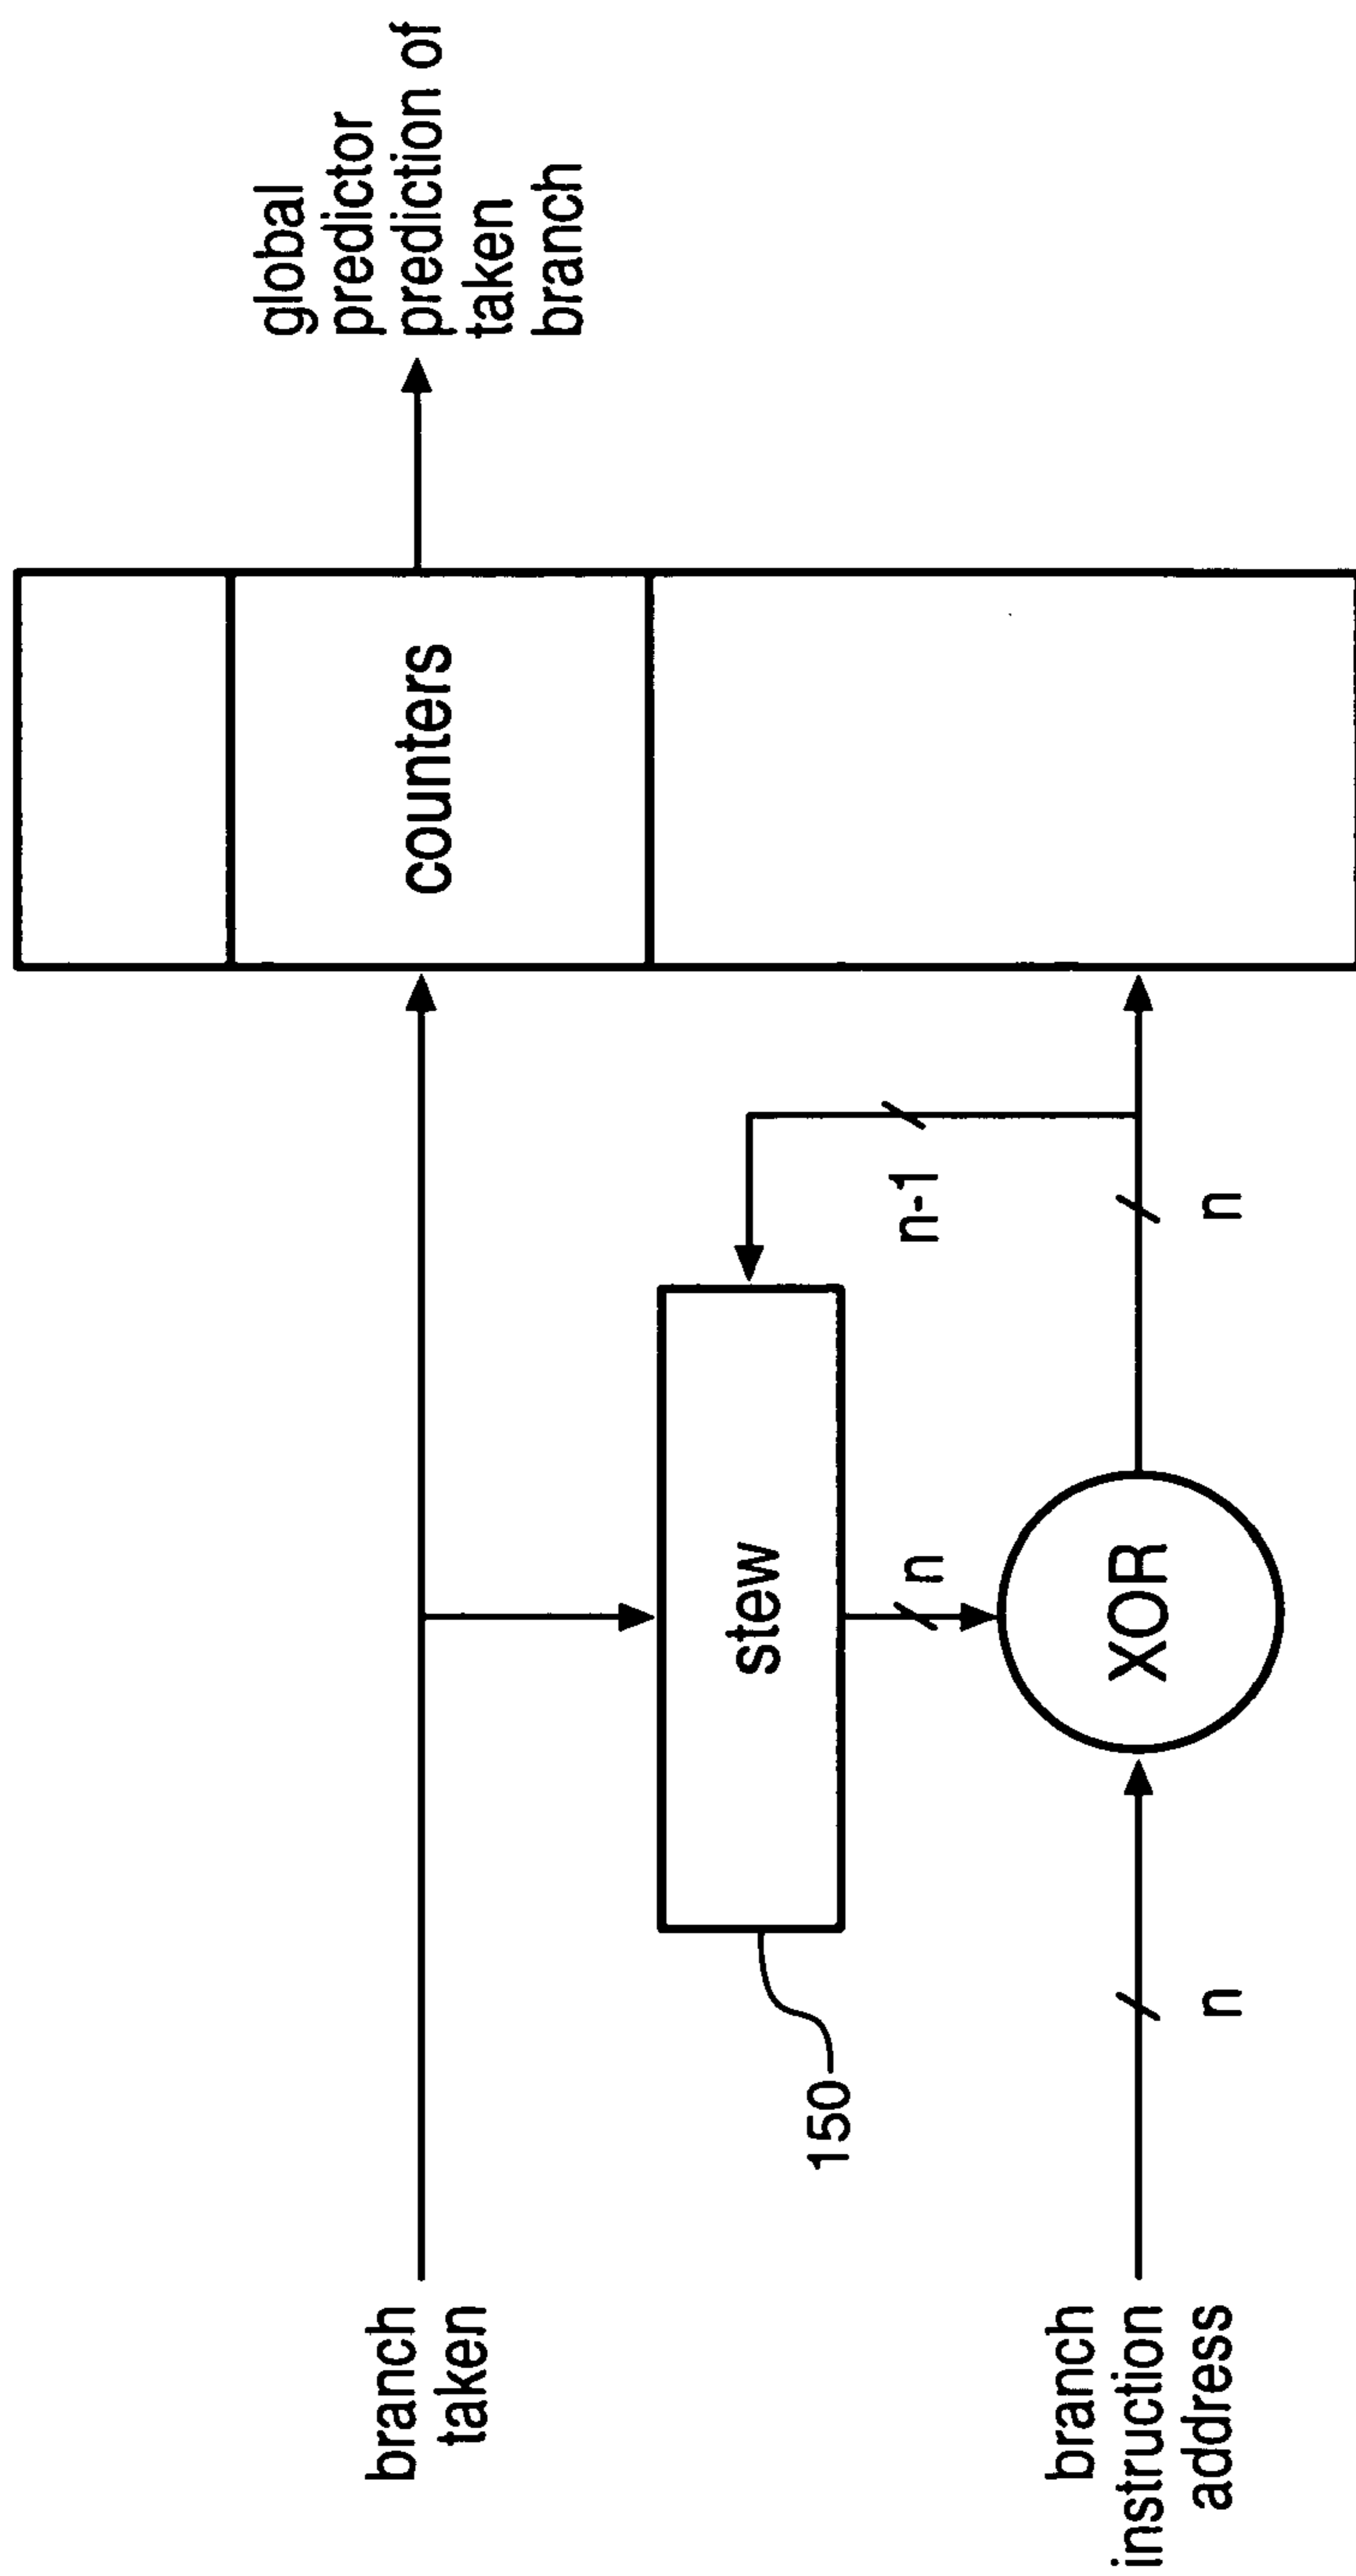 branch
taken
150
stew
n
n-1
counters
global
predictor
prediction of
taken
branch
branch
instruction
address
n
XOR
n